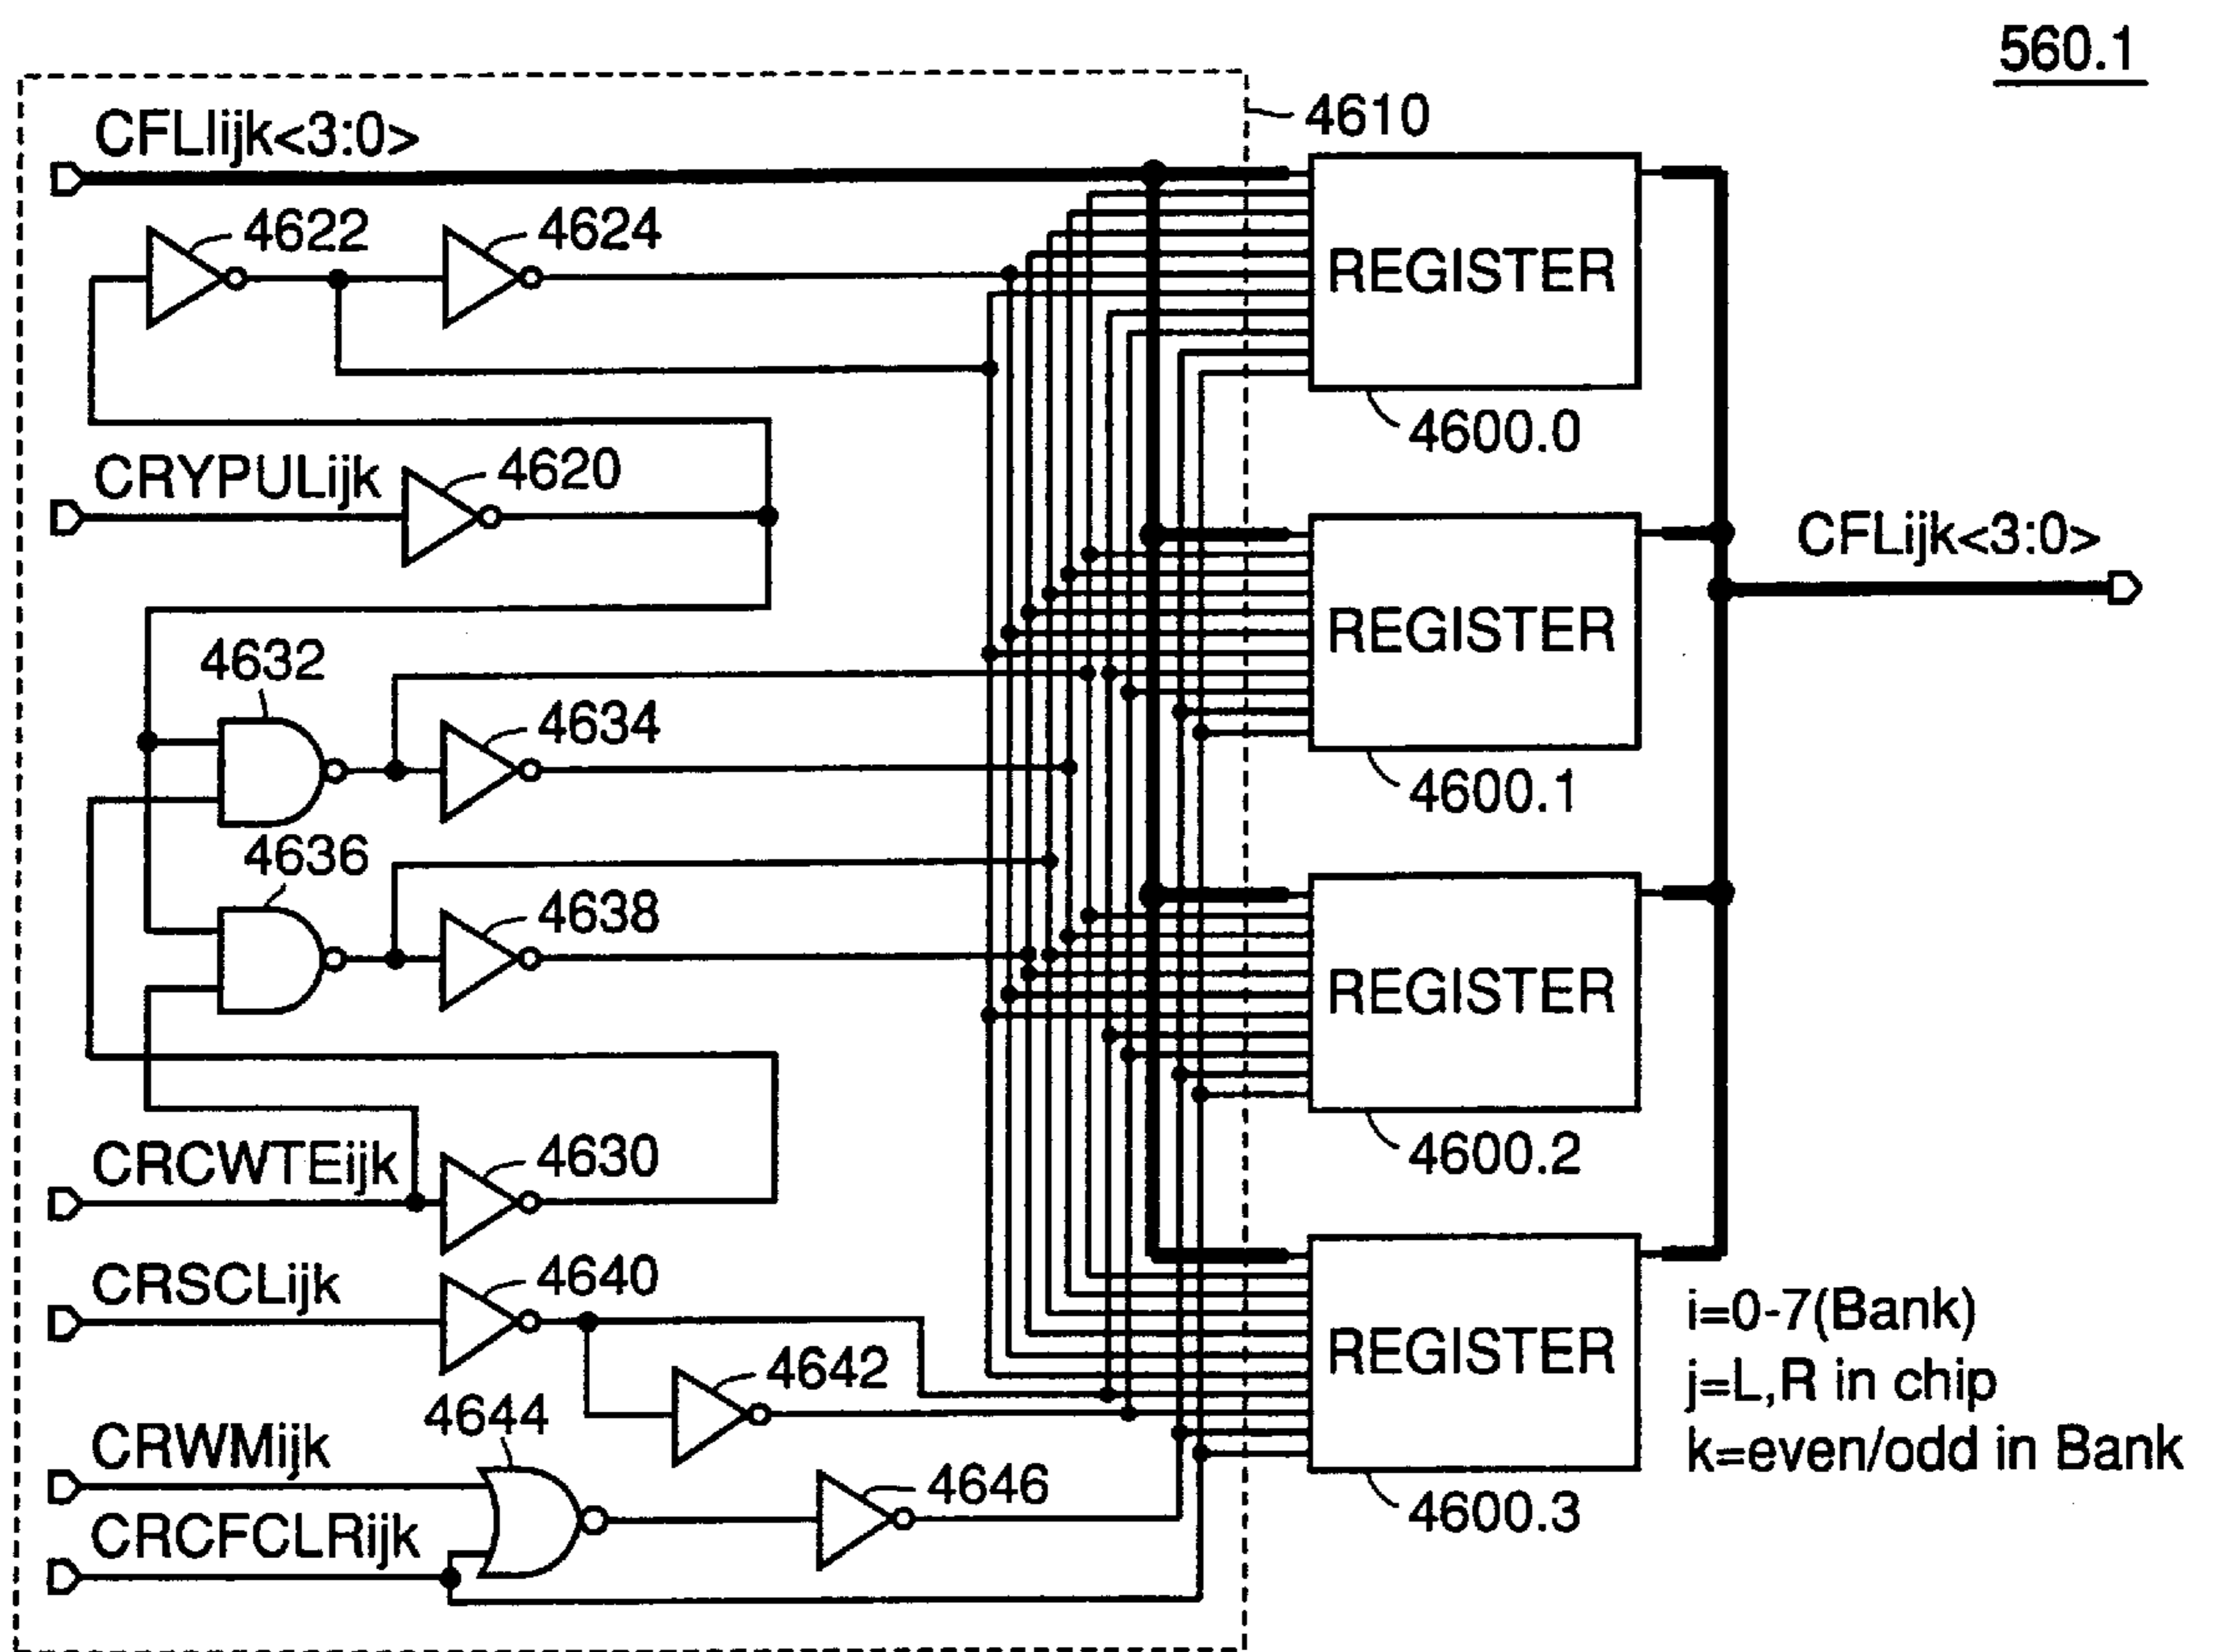 560.1
4610
CFLIijk<3:0>
4622
4624
REGISTER
4600.0
CRYPULijk
4620
CFLijk<3:0>
REGISTER
4632
4634
4600.1
4636
4638
REGISTER
CRCWTEijk
4630
4600.2
CRSCLijk
4640
i=0-7(Bank)
REGISTER
4642
j=L,R in chip
4644
CRWMijk
k=even/odd in Bank
4646
4600.3
CRCFCLRijk